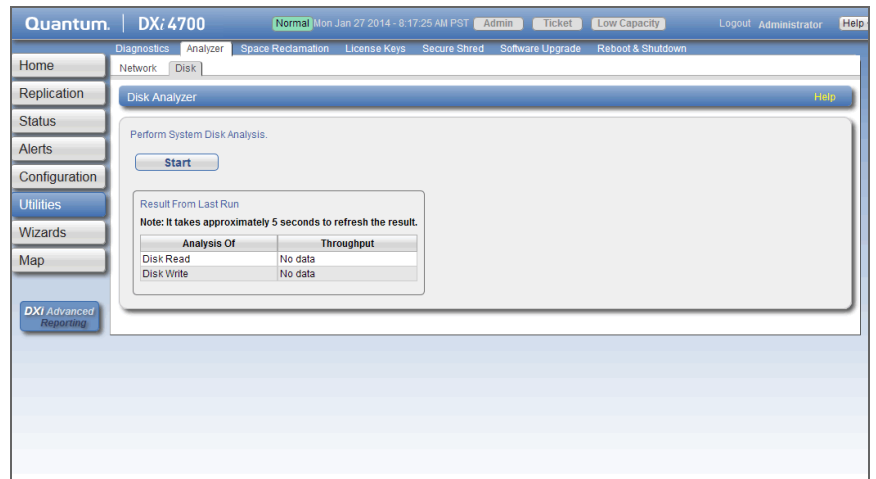 Quantum. DXi 4700 Normal Mon Jan 27 2014 - 8:17:25 AM PST Admin Ticket Low Capacity Logout Administrator Help
Diagnostics Analyzer Space Reclamation License Keys Secure Shred Software Upgrade Reboot & Shutdown
Network Disk
Home
Replication
Status
Alerts
Configuration
Utilities
Wizards
Map
DXi Advanced
Reporting
Disk Analyzer Help
Perform System Disk Analysis.
Start
Result From Last Run
Note: It takes approximately 5 seconds to refresh the result.
Analysis Of Throughput
Disk Read No data
Disk Write No data